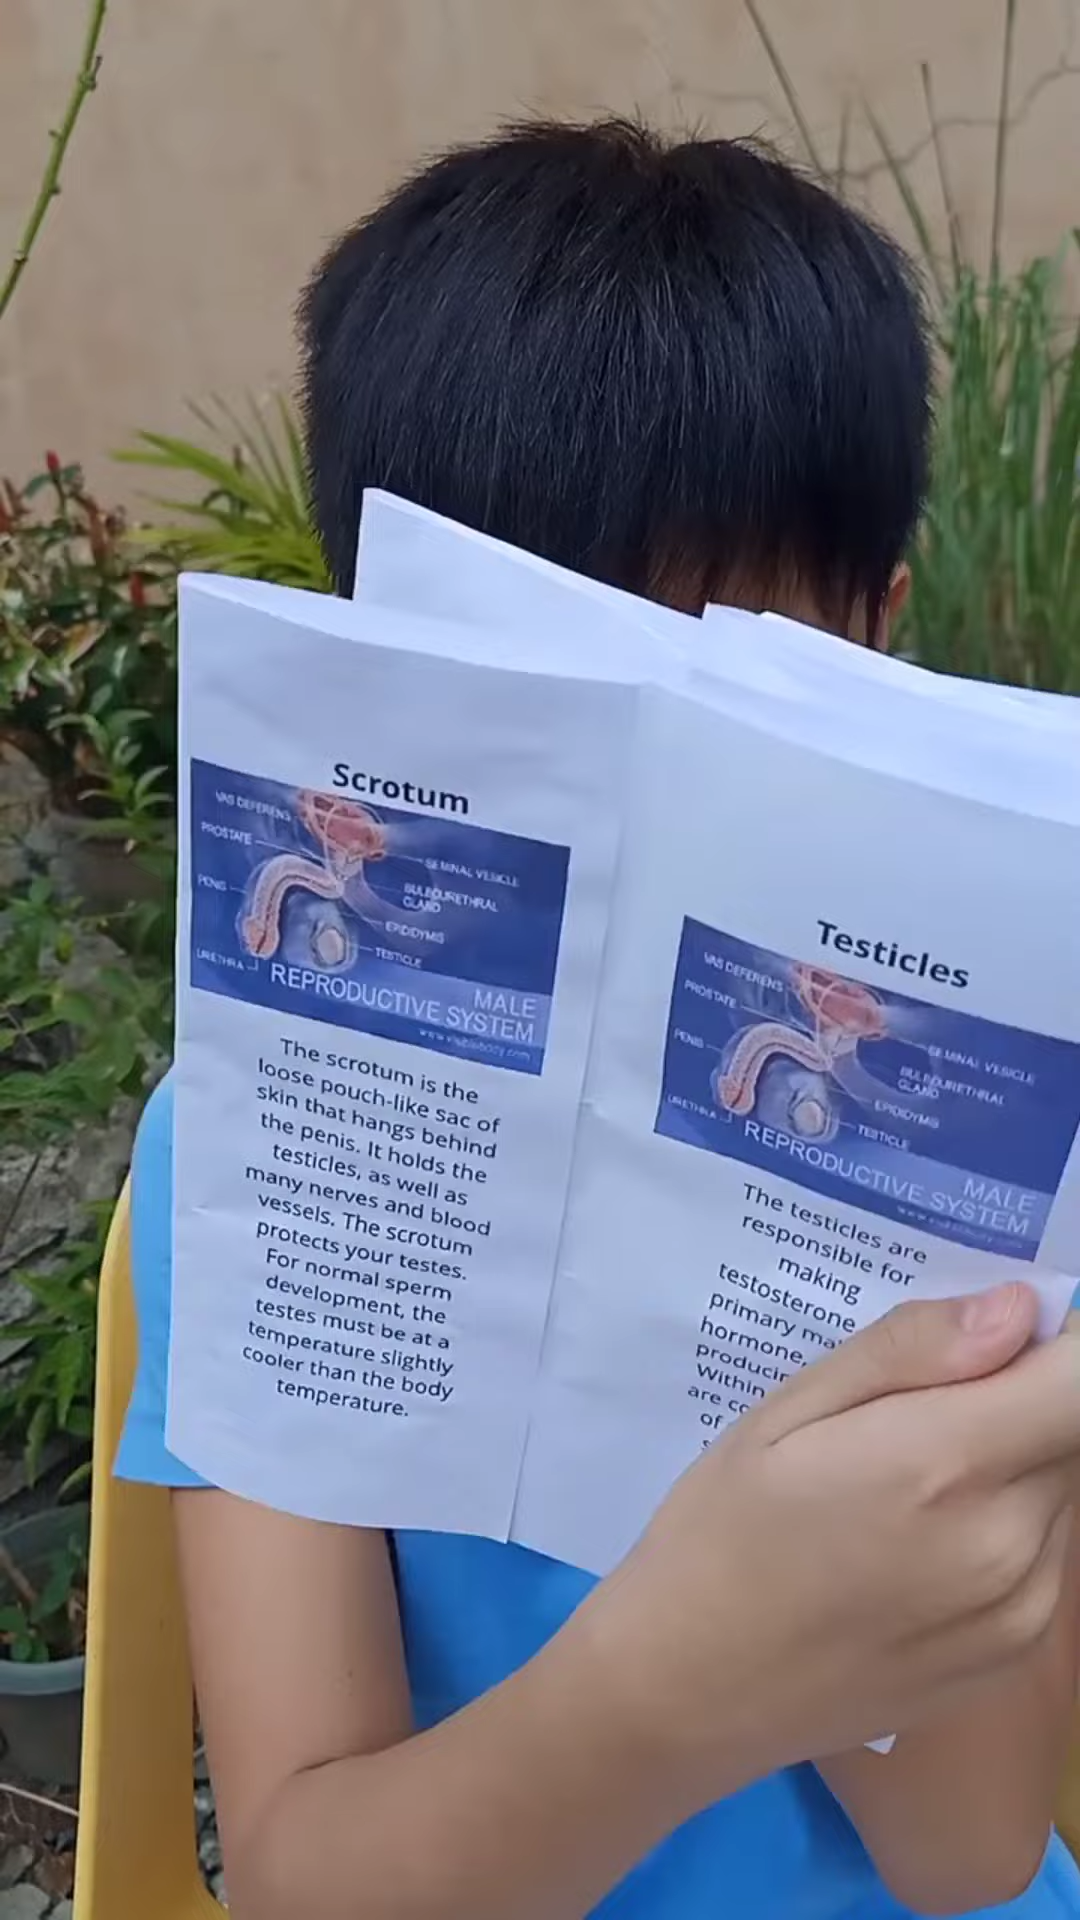 Scrotum
VAS DEFERENS
PROSTATE
SEMINAL VESICLE
PENIS
BULBOURETHRAL
GLAND
EPIDIDYMIS
TESTICLE
URETHRA
MALE
REPRODUCTIVE SYSTEM
www.visiblebody.com
The scrotum is the
loose pouch-like sac of
skin that hangs behind
the penis. It holds the
testicles, as well as
many nerves and blood
vessels. The scrotum
protects your testes.
For normal sperm
development, the
testes must be at a
temperature slightly
cooler than the body
temperature.
Testicles
VAS DEFERENS
PROSTATE
SEMINAL VESICLE
PENIS
BULBOURETHRAL
GLAND
EPIDIDYMIS
TESTICLE
URETHRA
MALE
REPRODUCTIVE SYSTEM
The testicles are
responsible for
making
testosterone
primary
hormone,
Within
are
of